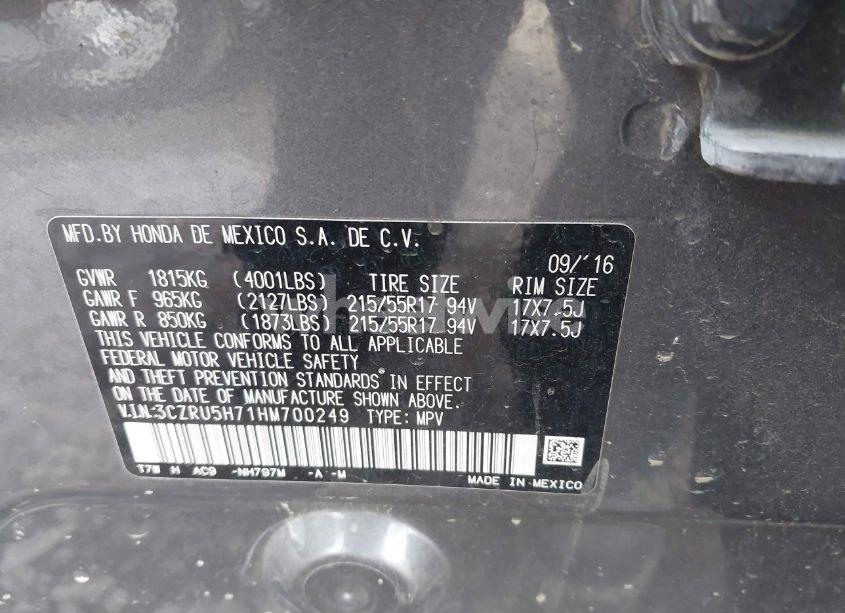 MFD.BY HONDA DE MEXICO S.A. DE C.V.
09/'16
GVWR 1815KG (4001LBS) TIRE SIZE RIM SIZE
GAWR F 965KG (2127LBS) 215/55R17 94V 17X7.5J
GAWR R 850KG (1873LBS) 215/55R17 94V 17X7.5J
THIS VEHICLE CONFORMS TO ALL APPLICABLE
FEDERAL MOTOR VEHICLE SAFETY
AND THEFT PREVENTION STANDARDS IN EFFECT
ON THE DATE OF MANUFACTURE SHOWN ABOVE.
V.I.N:3CZRU5H71HM700249 TYPE: MPV
T7W H AC9 -NH797M -A -M
MADE IN MEXICO